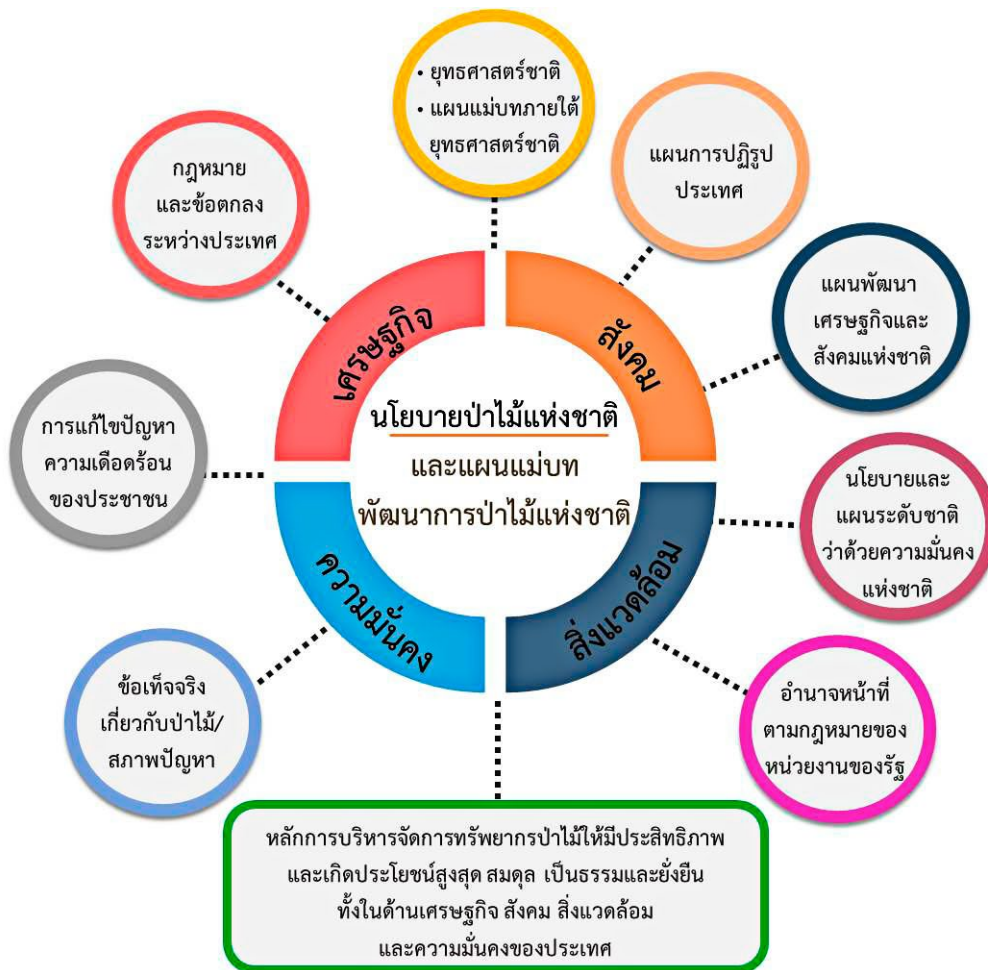 • ยุทธศาสตร์ชาติ
• แผนแม่บทภายใต้
ยุทธศาสตร์ชาติ
แผนการปฏิรูป
ประเทศ
กฎหมาย
และข้อตกลง
ระหว่างประเทศ
แผนพัฒนา
เศรษฐกิจและ
สังคมแห่งชาติ
เศรษฐกิจ
สังคม
นโยบายป่าไม้แห่งชาติ
และแผนแม่บท
พัฒนาการป่าไม้แห่งชาติ
ความมั่นคง
สิ่งแวดล้อม
การแก้ไขปัญหา
ความเดือดร้อน
ของประชาชน
นโยบายและ
แผนระดับชาติ
ว่าด้วยความมั่นคง
แห่งชาติ
ข้อเท็จจริง
เกี่ยวกับป่าไม้/
สภาพปัญหา
อำนาจหน้าที่
ตามกฎหมายของ
หน่วยงานของรัฐ
หลักการบริหารจัดการทรัพยากรป่าไม้ให้มีประสิทธิภาพ
และเกิดประโยชน์สูงสุด สมดุล เป็นธรรมและยั่งยืน
ทั้งในด้านเศรษฐกิจ สังคม สิ่งแวดล้อม
และความมั่นคงของประเทศ